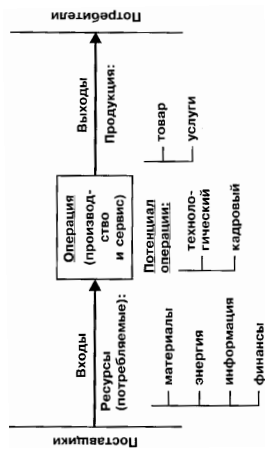 Поставщики
Входы
Ресурсы
(потребляемые):
материалы
энергия
информация
финансы
Операция
(производ-
ство
и сервис)
Потенциал
операции:
техноло-
гический
кадровый
Выходы
Продукция:
товар
услуги
Потребители